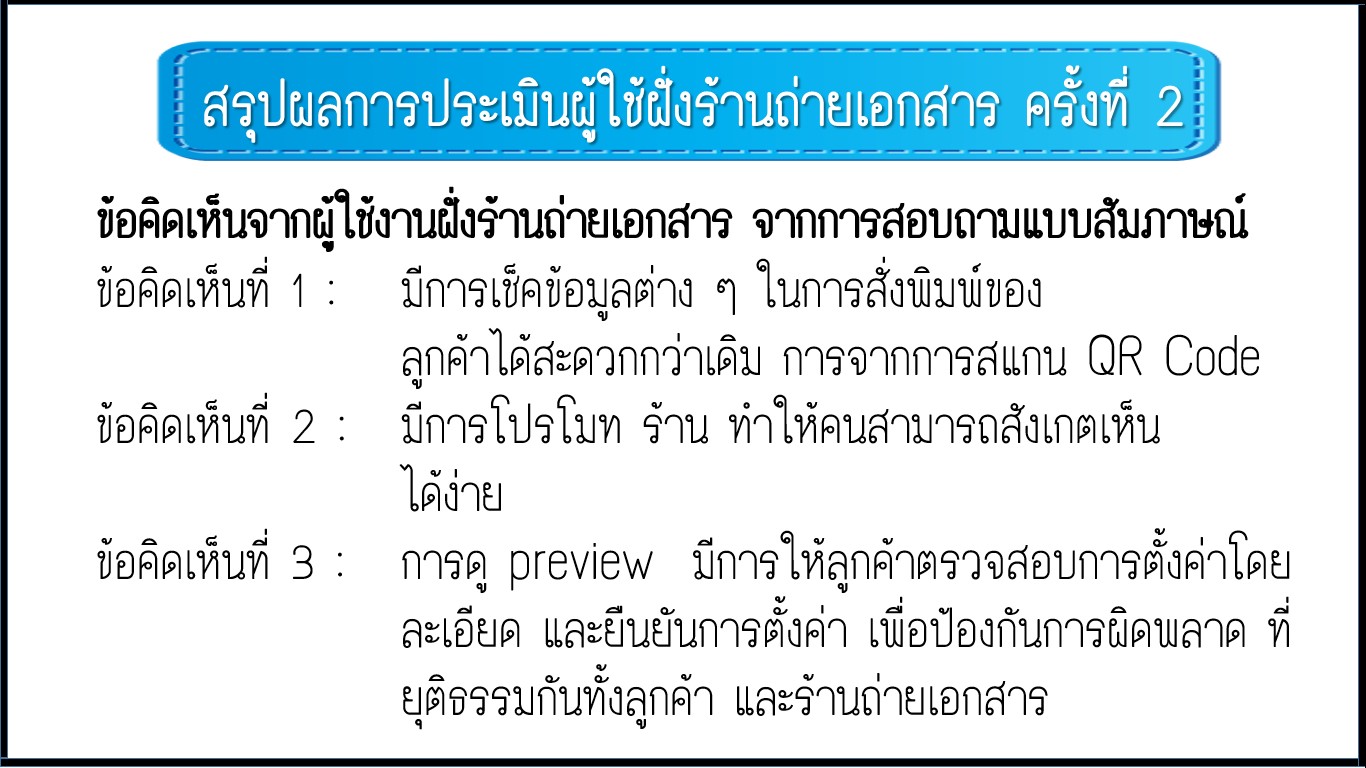 สรุปผลการประเมินผู้ใช้ฝั่งร้านถ่ายเอกสาร ครั้งที่ 2
ข้อคิดเห็นจากผู้ใช้งานฝั่งร้านถ่ายเอกสาร จากการสอบถามแบบสัมภาษณ์
ข้อคิดเห็นที่ 1 : มีการเช็คข้อมูลต่าง ๆ ในการสั่งพิมพ์ของ
ลูกค้าได้สะดวกกว่าเดิม การจากการสแกน QR Code
ข้อคิดเห็นที่ 2 : มีการโปรโมท ร้าน ทำให้คนสามารถสังเกตเห็น
ได้ง่าย
ข้อคิดเห็นที่ 3 : การดู preview มีการให้ลูกค้าตรวจสอบการตั้งค่าโดย
ละเอียด และยืนยันการตั้งค่า เพื่อป้องกันการผิดพลาด ที่
ยุติธรรมกันทั้งลูกค้า และร้านถ่ายเอกสาร